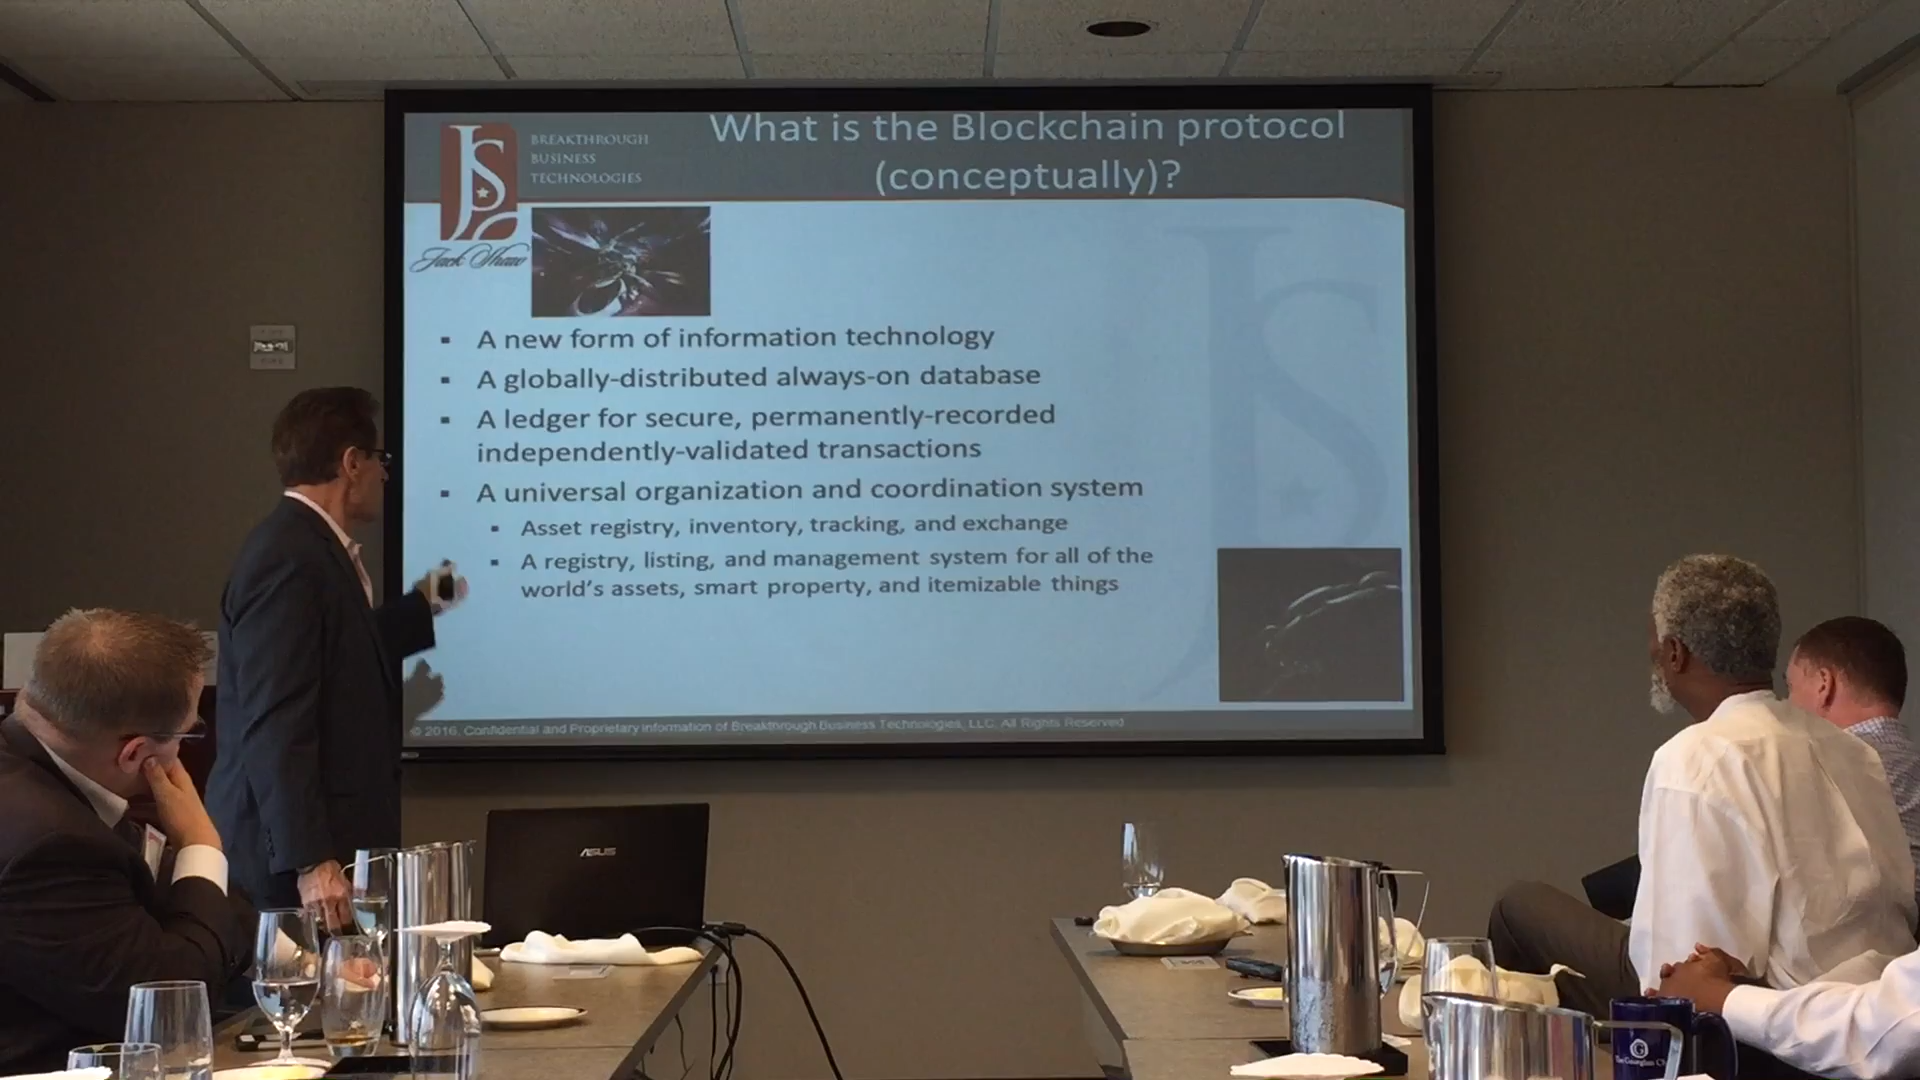 BREAKTHROUGH
BUSINESS
TECHNOLOGIES
JS
Jack Shaw
What is the Blockchain protocol
(conceptually)?
▪ A new form of information technology
▪ A globally-distributed always-on database
▪ A ledger for secure, permanently-recorded
independently-validated transactions
▪ A universal organization and coordination system
▪ Asset registry, inventory, tracking, and exchange
▪ A registry, listing, and management system for all of the
world's assets, smart property, and itemizable things
© 2016, Confidential and Proprietary Information of Breakthrough Business Technologies, LLC. All Rights Reserved
ASUS
G
The Georgian